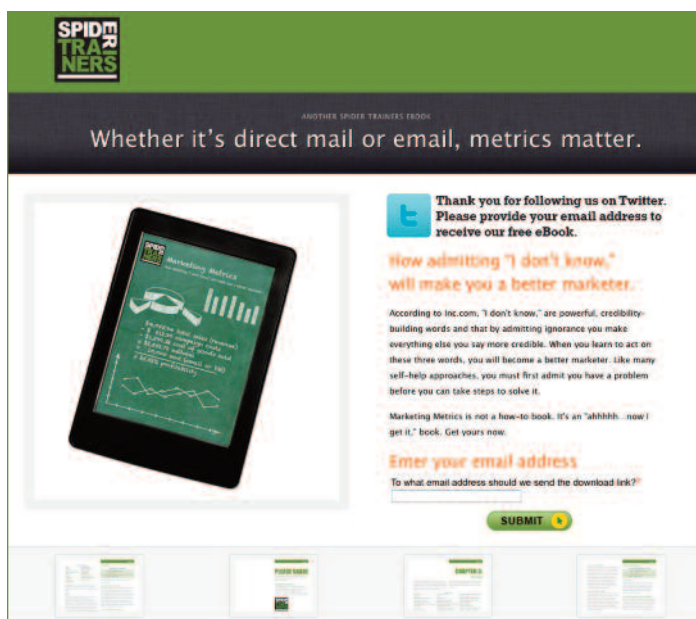 SPIDER
TRAI
NERS
ANOTHER SPIDER TRAINERS EBOOK
Whether it's direct mail or email, metrics matter.
Thank you for following us on Twitter.
Please provide your email address to
receive our free eBook.
How admitting "I don't know,"
will make you a better marketer.
According to Inc.com, "I don't know," are powerful, credibility-
building words and that by admitting ignorance you make
everything else you say more credible. When you learn to act on
these three words, you will become a better marketer. Like many
self-help approaches, you must first admit you have a problem
before you can take steps to solve it.
Marketing Metrics is not a how-to book. It's an "ahhhhh...now I
get it," book. Get yours now.
Enter your email address
To what email address should we send the download link?*
SUBMIT
SPIDER
TRAI
NERS
Marketing Metrics
CHAPTER